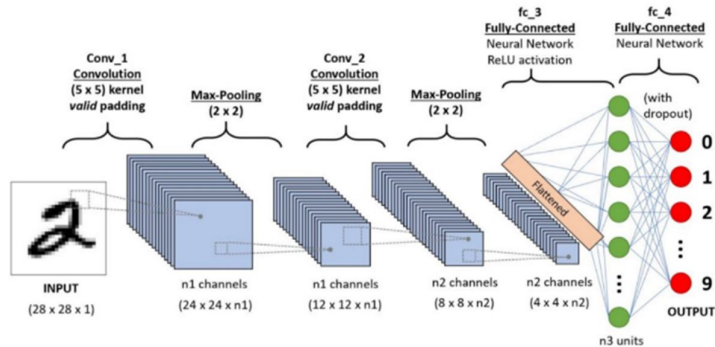 Conv_1
Convolution
(5 x 5) kernel
valid padding
Max-Pooling
(2 x 2)
Conv_2
Convolution
(5 x 5) kernel
valid padding
Max-Pooling
(2 x 2)
fc_3
Fully-Connected
Neural Network
ReLU activation
fc_4
Fully-Connected
Neural Network
(with
dropout)
Flattened
0
1
2
9
OUTPUT
2
INPUT
(28 x 28 x 1)
n1 channels
(24 x 24 x n1)
n1 channels
(12 x 12 x n1)
n2 channels
(8 x 8 x n2)
n2 channels
(4 x 4 x n2)
n3 units